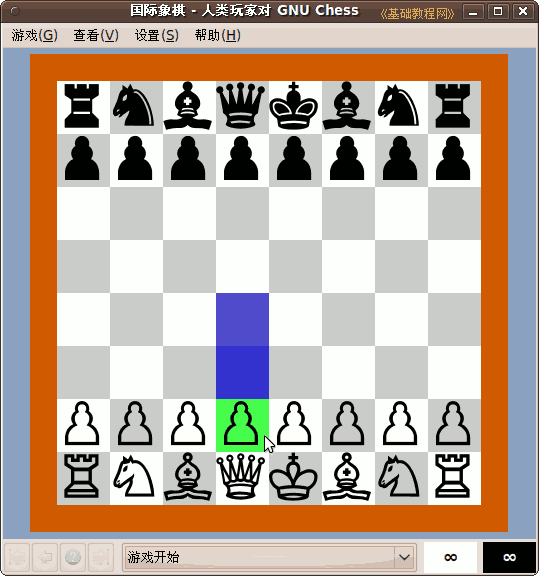 国际象棋 - 人类玩家对 GNU Chess
《基础教程网》
游戏(G) 查看(V) 设置(S) 帮助(H)
游戏开始 ∞ ∞